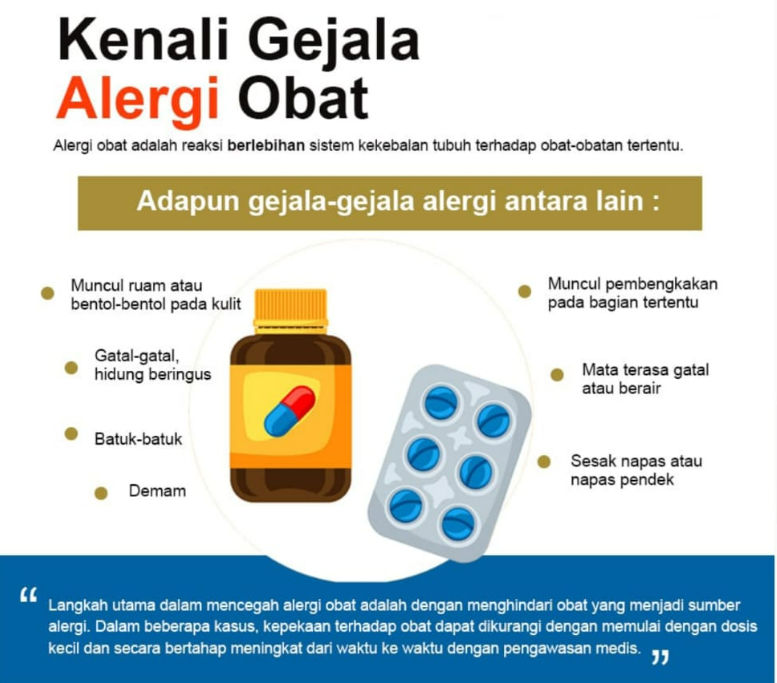 Kenali Gejala
Alergi Obat
Alergi obat adalah reaksi berlebihan sistem kekebalan tubuh terhadap obat-obatan tertentu.
Adapun gejala-gejala alergi antara lain :
Muncul ruam atau
bentol-bentol pada kulit
Gatal-gatal,
hidung beringus
Batuk-batuk
Demam
Muncul pembengkakan
pada bagian tertentu
Mata terasa gatal
atau berair
Sesak napas atau
napas pendek
“ Langkah utama dalam mencegah alergi obat adalah dengan menghindari obat yang menjadi sumber
alergi. Dalam beberapa kasus, kepekaan terhadap obat dapat dikurangi dengan memulai dengan dosis
kecil dan secara bertahap meningkat dari waktu ke waktu dengan pengawasan medis. ”